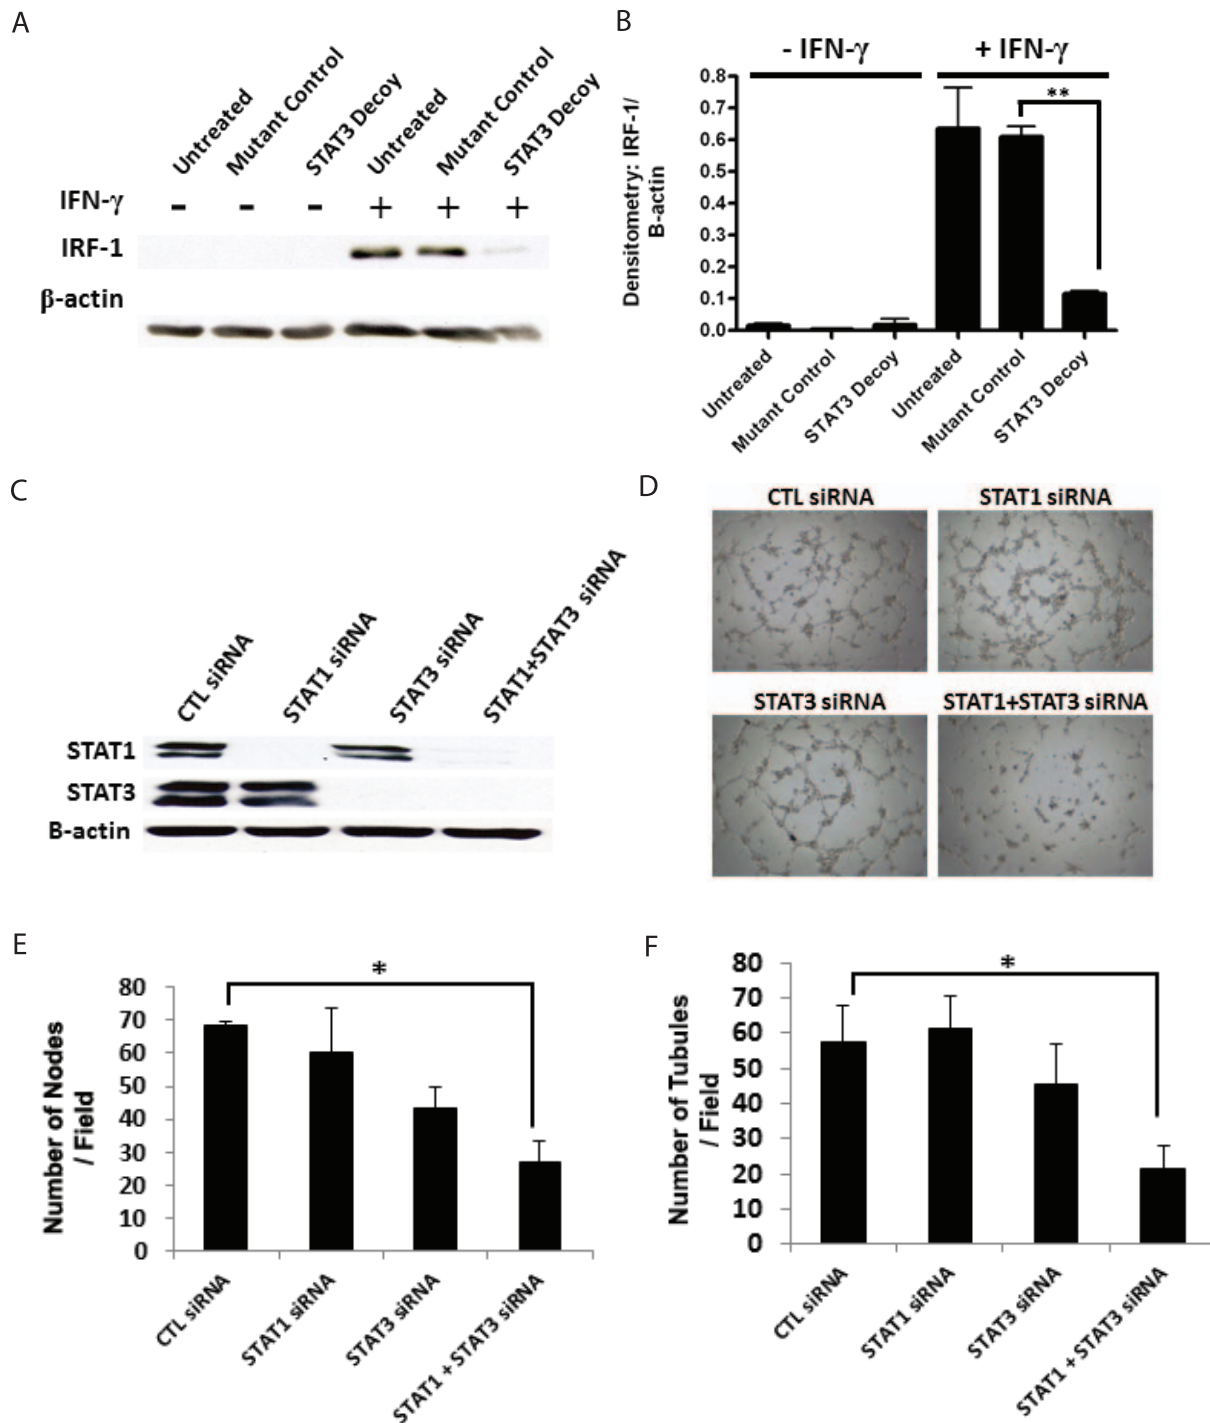 A
Untreated
Mutant Control
STAT3 Decoy
Untreated
Mutant Control
STAT3 Decoy
IFN-γ - - - + + +
IRF-1
β-actin
B
- IFN-γ
+ IFN-γ
**
Densitometry: IRF-1/
B-actin
0.8
0.7
0.6
0.5
0.4
0.3
0.2
0.1
0.0
Untreated
Mutant Control
STAT3 Decoy
Untreated
Mutant Control
STAT3 Decoy
C
CTL siRNA
STAT1 siRNA
STAT3 siRNA
STAT1+STAT3 siRNA
STAT1
STAT3
B-actin
D
CTL siRNA
STAT1 siRNA
STAT3 siRNA
STAT1+STAT3 siRNA
E
*
Number of Nodes
/ Field
80
70
60
50
40
30
20
10
0
CTL siRNA
STAT1 siRNA
STAT3 siRNA
STAT1 + STAT3 siRNA
F
*
Number of Tubules
/ Field
80
70
60
50
40
30
20
10
0
CTL siRNA
STAT1 siRNA
STAT3 siRNA
STAT1 + STAT3 siRNA